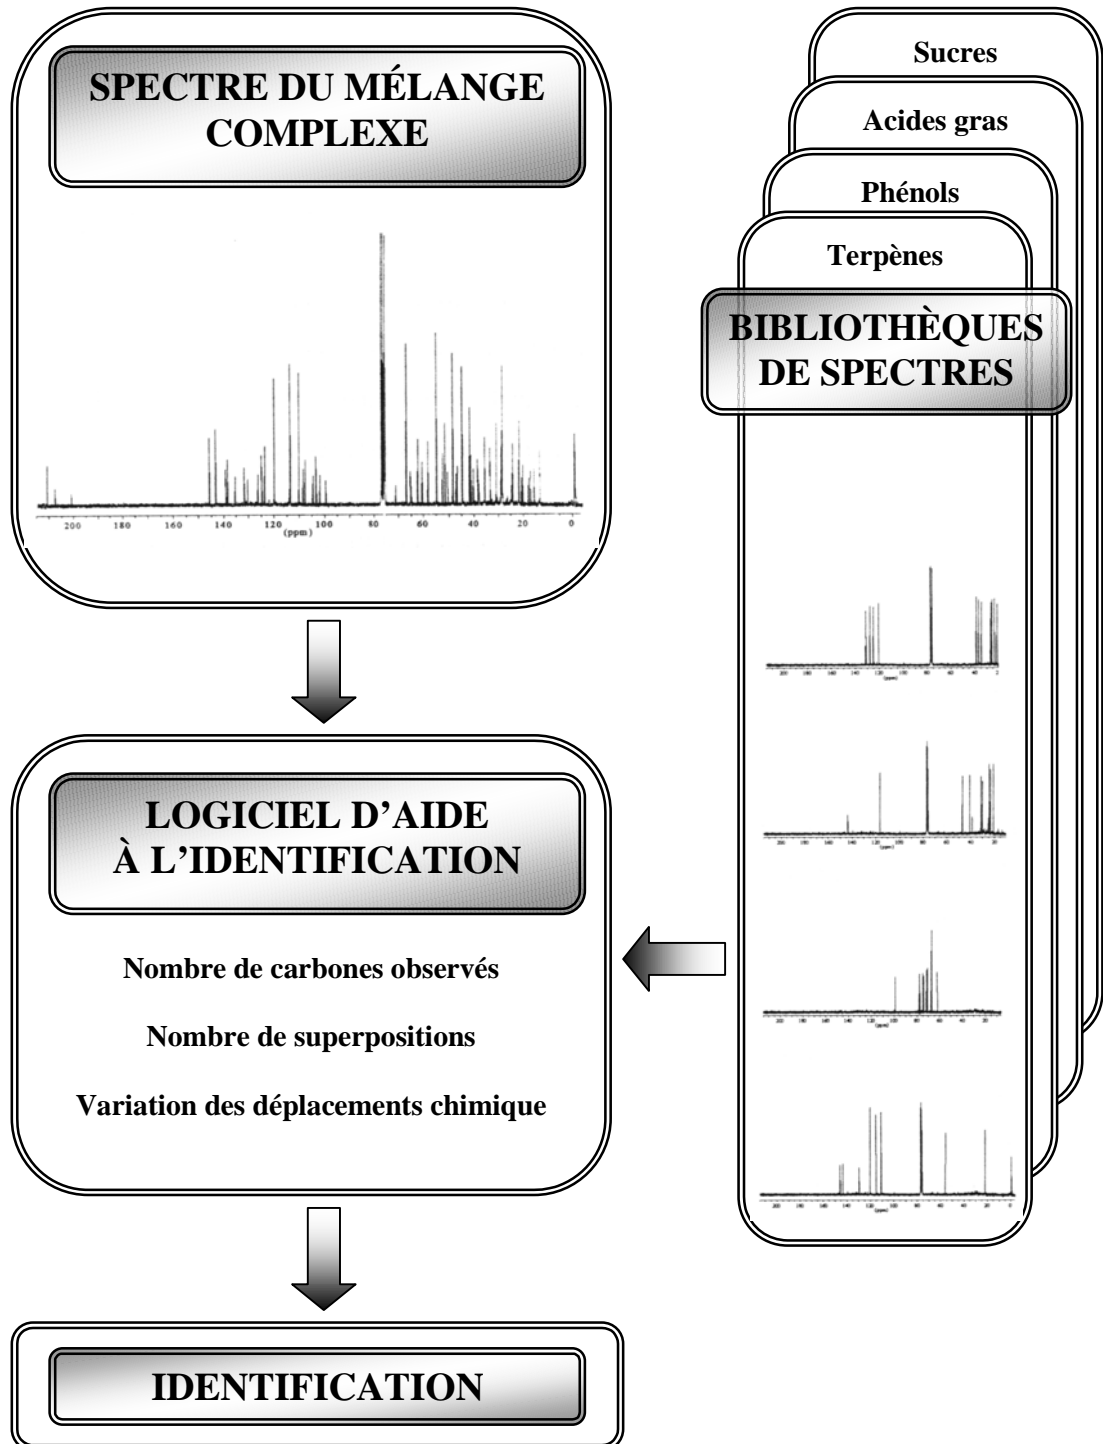 SPECTRE DU MÉLANGE
COMPLEXE
200 180 160 140 120 100 80 60 40 20 0
(ppm)
Sucres
Acides gras
Phénols
Terpènes
BIBLIOTHÈQUES
DE SPECTRES
LOGICIEL D’AIDE
À L’IDENTIFICATION
Nombre de carbones observés
Nombre de superpositions
Variation des déplacements chimique
IDENTIFICATION